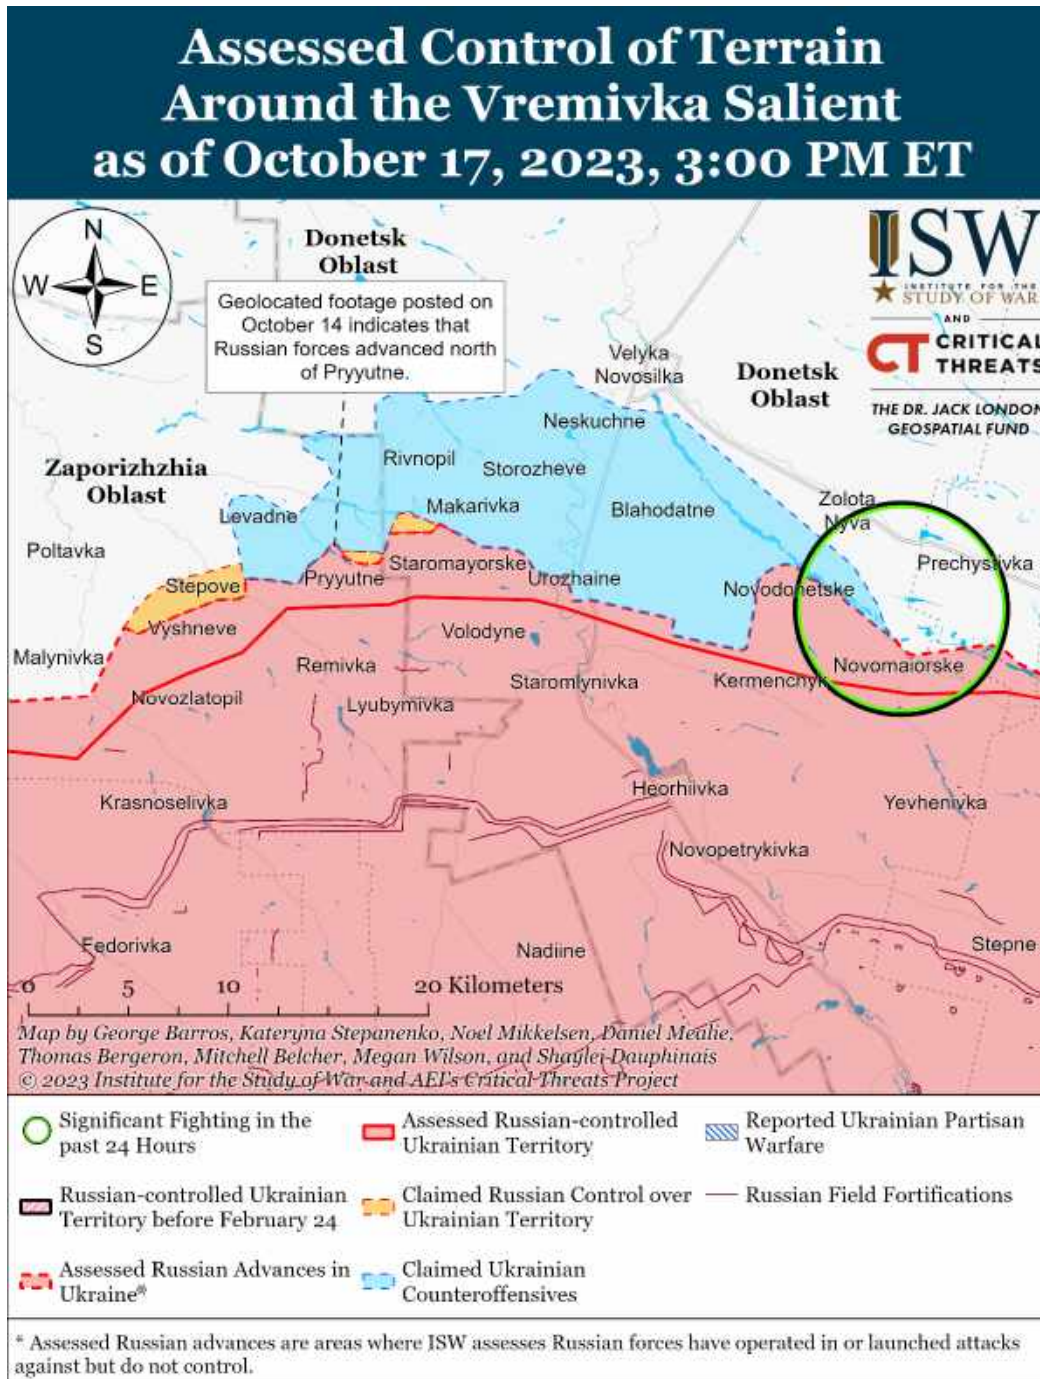 Assessed Control of Terrain
Around the Vremivka Salient
as of October 17, 2023, 3:00 PM ET
N
W
E
S
Donetsk
Oblast
Geolocated footage posted on
October 14 indicates that
Russian forces advanced north
of Pryyutne.
ISW
INSTITUTE FOR THE
STUDY OF WAR
AND
CT CRITICAL
THREATS
THE DR. JACK LONDON
GEOSPATIAL FUND
Velyka
Novosilka
Donetsk
Oblast
Neskuchne
Zaporizhzhia
Oblast
Rivnopil
Storozheve
Levadne
Makarivka
Blahodatne
Zolota
Nyva
Poltavka
Prechystivka
Stepove
Pryyutne
Staromayorske
Urozhaine
Novodonetske
Vyshneve
Volodyne
Malynivka
Remivka
Novomaiorske
Staromlynivka
Kermenchyk
Novozlatopil
Lyubymivka
Krasnoselivka
Heorhiivka
Yevhenivka
Novopetrykivka
Fedorivka
Nadiine
Stepne
0 5 10 20 Kilometers
Map by George Barros, Kateryna Stepanenko, Noel Mikkelsen, Daniel Mealie,
Thomas Bergeron, Mitchell Belcher, Megan Wilson, and Shaylei Dauphinais
© 2023 Institute for the Study of War and AEI's Critical Threats Project
Significant Fighting in the
past 24 Hours
Assessed Russian-controlled
Ukrainian Territory
Reported Ukrainian Partisan
Warfare
Russian-controlled Ukrainian
Territory before February 24
Claimed Russian Control over
Ukrainian Territory
Russian Field Fortifications
Assessed Russian Advances in
Ukraine*
Claimed Ukrainian
Counteroffensives
* Assessed Russian advances are areas where ISW assesses Russian forces have operated in or launched attacks
against but do not control.